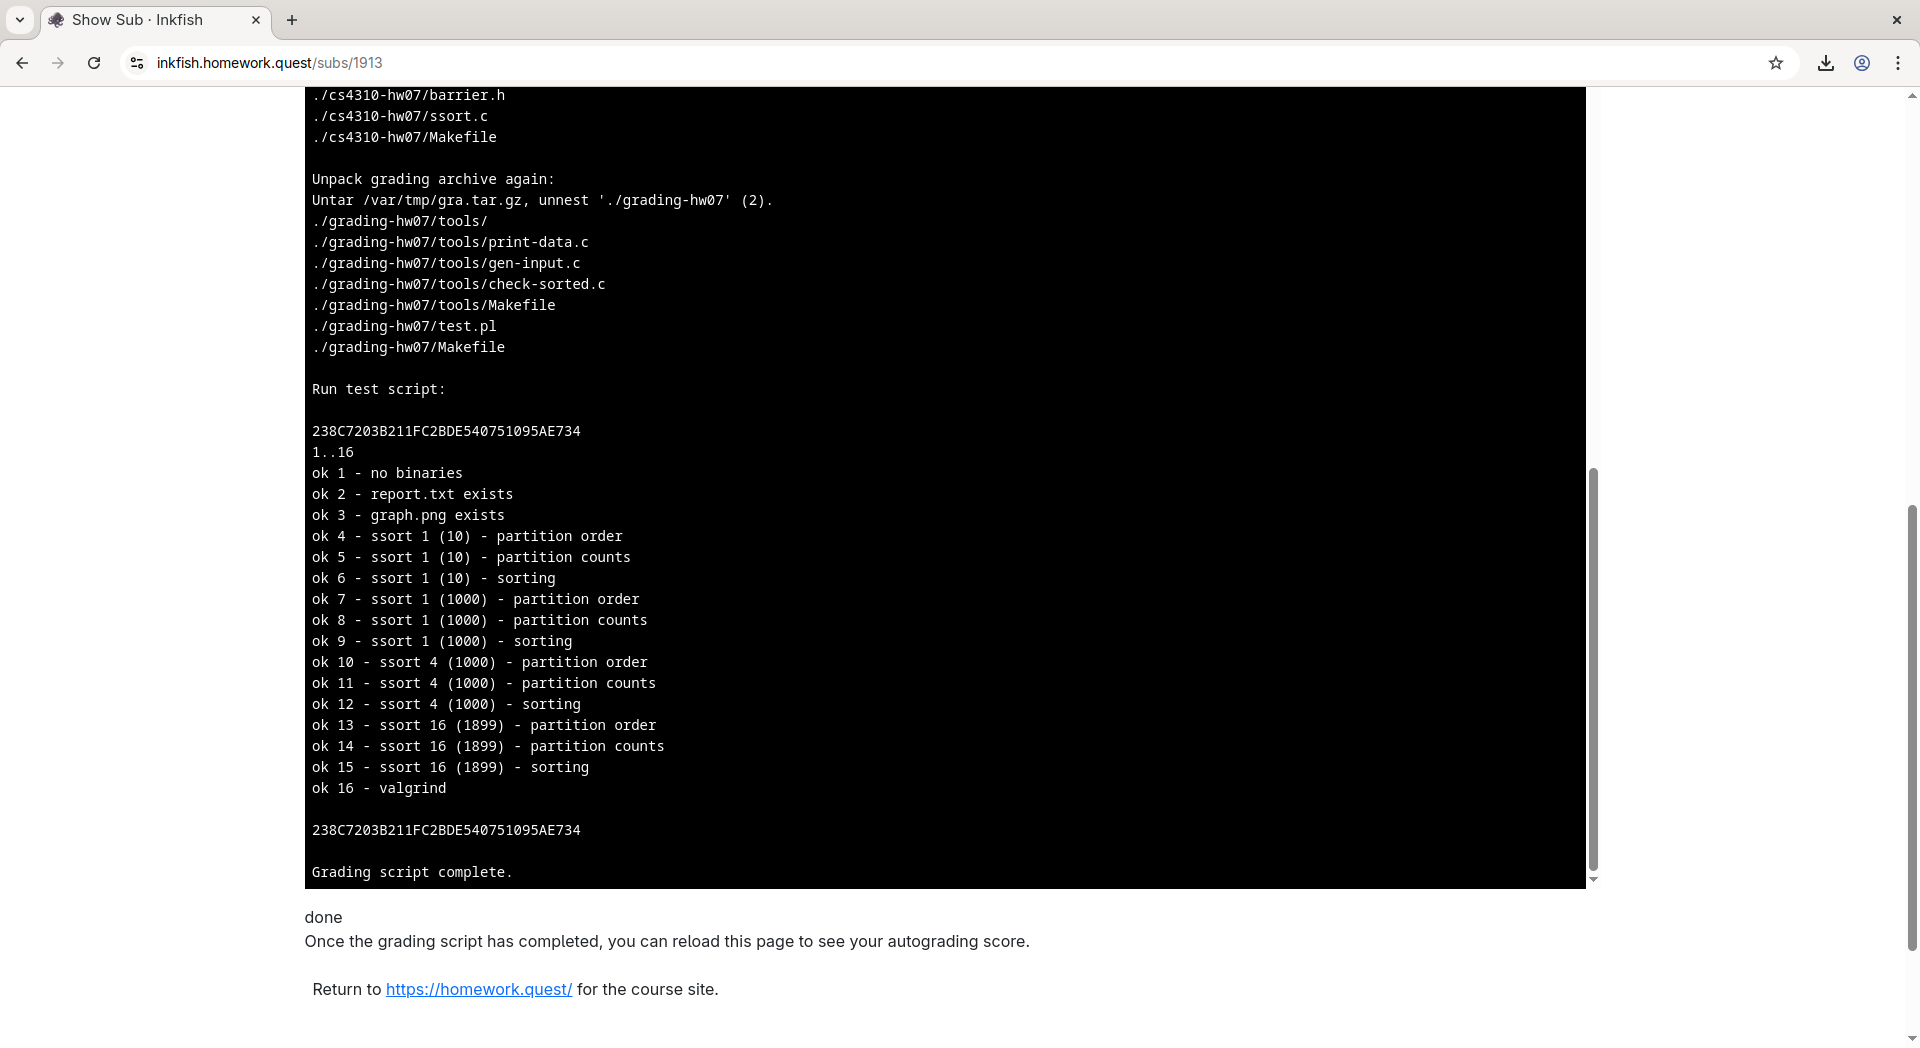 Show Sub · Inkfish
inkfish.homework.quest/subs/1913
./cs4310-hw07/barrier.h
./cs4310-hw07/ssort.c
./cs4310-hw07/Makefile
Unpack grading archive again:
Untar /var/tmp/gra.tar.gz, unnest './grading-hw07' (2).
./grading-hw07/tools/
./grading-hw07/tools/print-data.c
./grading-hw07/tools/gen-input.c
./grading-hw07/tools/check-sorted.c
./grading-hw07/tools/Makefile
./grading-hw07/test.pl
./grading-hw07/Makefile
Run test script:
238C7203B211FC2BDE540751095AE734
1..16
ok 1 - no binaries
ok 2 - report.txt exists
ok 3 - graph.png exists
ok 4 - ssort 1 (10) - partition order
ok 5 - ssort 1 (10) - partition counts
ok 6 - ssort 1 (10) - sorting
ok 7 - ssort 1 (1000) - partition order
ok 8 - ssort 1 (1000) - partition counts
ok 9 - ssort 1 (1000) - sorting
ok 10 - ssort 4 (1000) - partition order
ok 11 - ssort 4 (1000) - partition counts
ok 12 - ssort 4 (1000) - sorting
ok 13 - ssort 16 (1899) - partition order
ok 14 - ssort 16 (1899) - partition counts
ok 15 - ssort 16 (1899) - sorting
ok 16 - valgrind
238C7203B211FC2BDE540751095AE734
Grading script complete.
done
Once the grading script has completed, you can reload this page to see your autograding score.
Return to https://homework.quest/ for the course site.